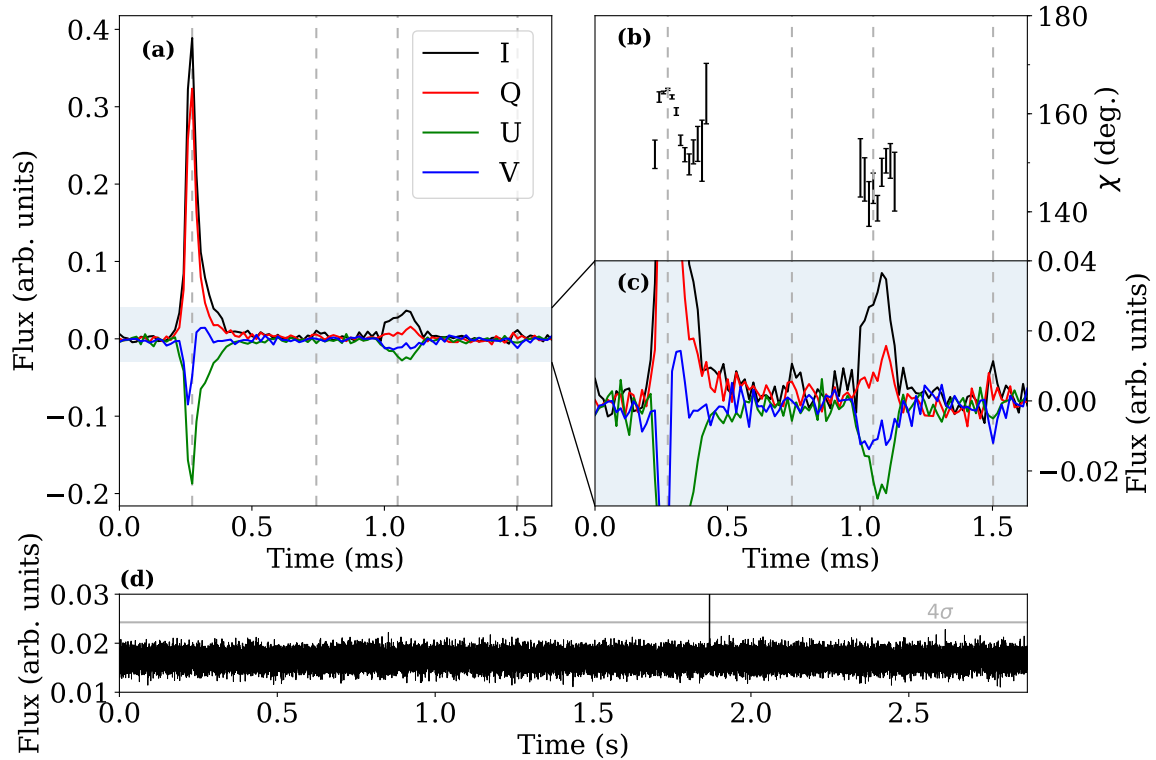 (a)
I
Q
U
V
0.4
0.3
0.2
0.1
0.0
−0.1
−0.2
Flux (arb. units)
0.0 0.5 1.0 1.5
Time (ms)
(b)
180
160
140
χ (deg.)
(c)
0.04
0.02
0.00
−0.02
Flux (arb. units)
0.0 0.5 1.0 1.5
Time (ms)
(d)
0.03
0.02
0.01
Flux (arb. units)
4σ
0.0 0.5 1.0 1.5 2.0 2.5
Time (s)